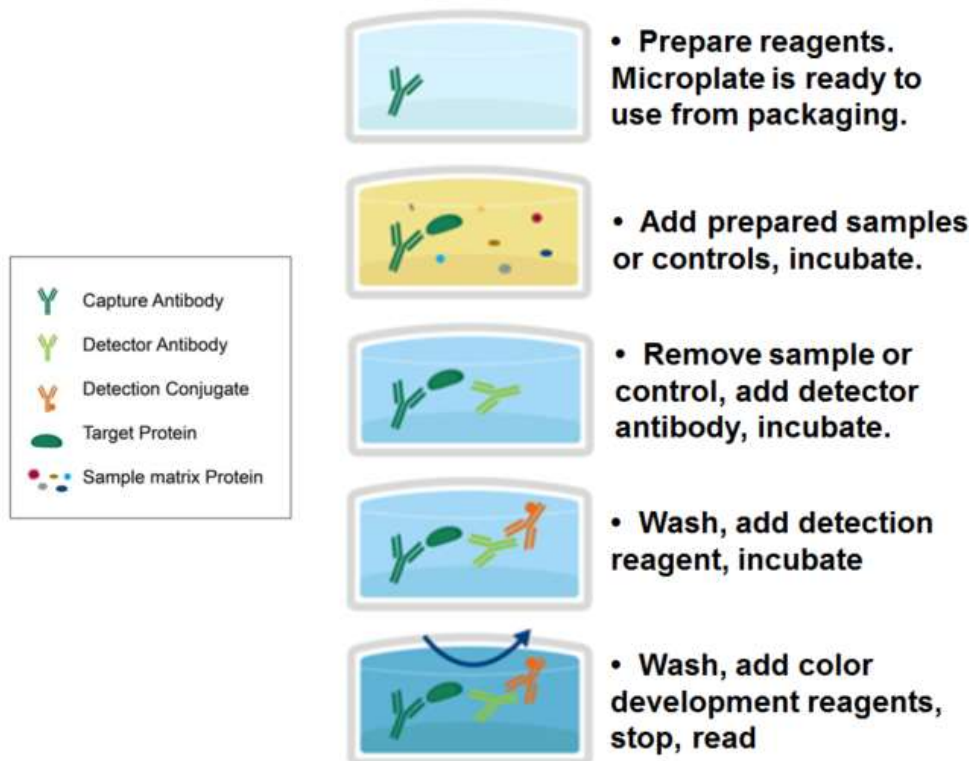 • Prepare reagents.
Microplate is ready to
use from packaging.
• Add prepared samples
or controls, incubate.
Capture Antibody
Detector Antibody
Detection Conjugate
Target Protein
Sample matrix Protein
• Remove sample or
control, add detector
antibody, incubate.
• Wash, add detection
reagent, incubate
• Wash, add color
development reagents,
stop, read